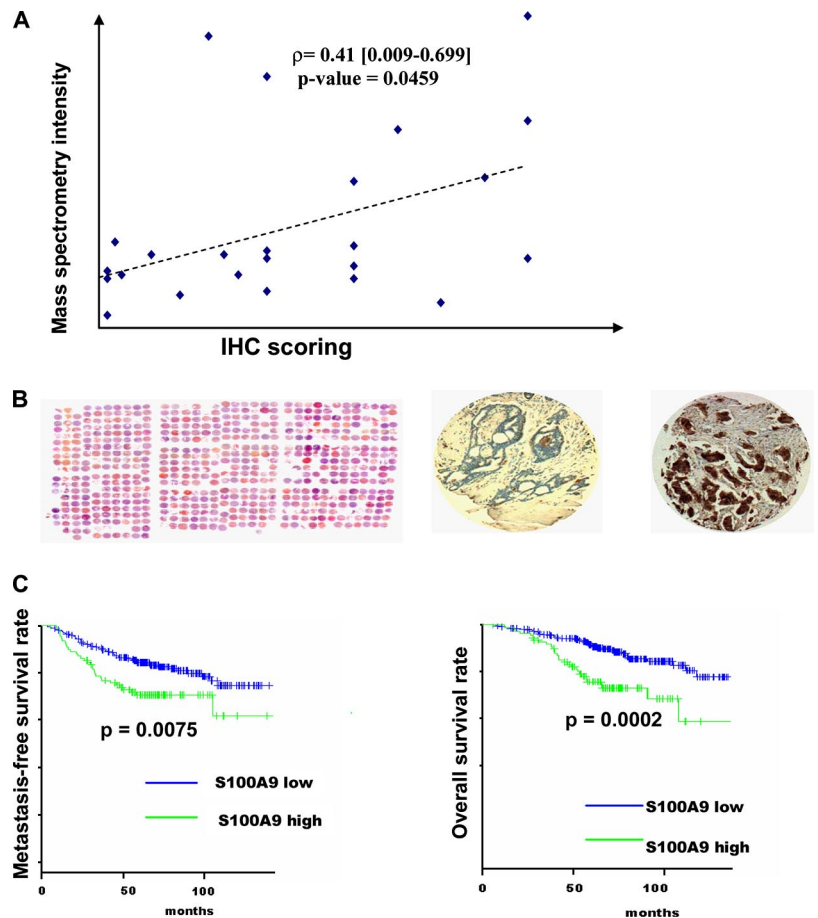 A
Mass spectrometry intensity
ρ= 0.41 [0.009-0.699]
p-value = 0.0459
IHC scoring
B
C
Metastasis-free survival rate
p = 0.0075
S100A9 low
S100A9 high
0 50 100
months
Overall survival rate
p = 0.0002
S100A9 low
S100A9 high
0 50 100
months